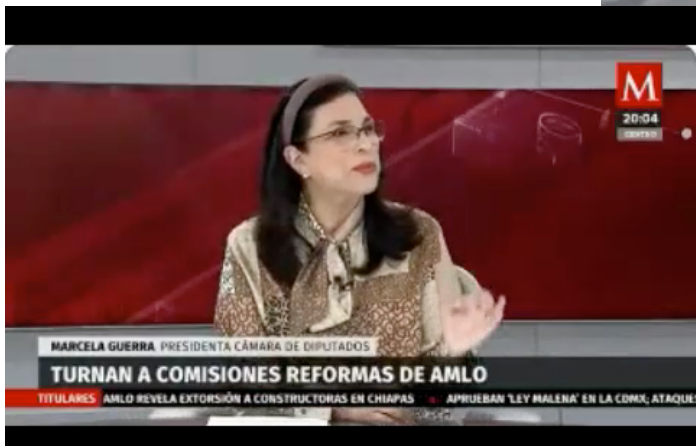 M
20:04
CENTRO
MARCELA GUERRA PRESIDENTA CÁMARA DE DIPUTADOS
TURNAN A COMISIONES REFORMAS DE AMLO
TITULARES AMLO REVELA EXTORSIÓN A CONSTRUCTORAS EN CHIAPAS • APRUEBAN 'LEY MALENA' EN LA CDMX; ATAQUES